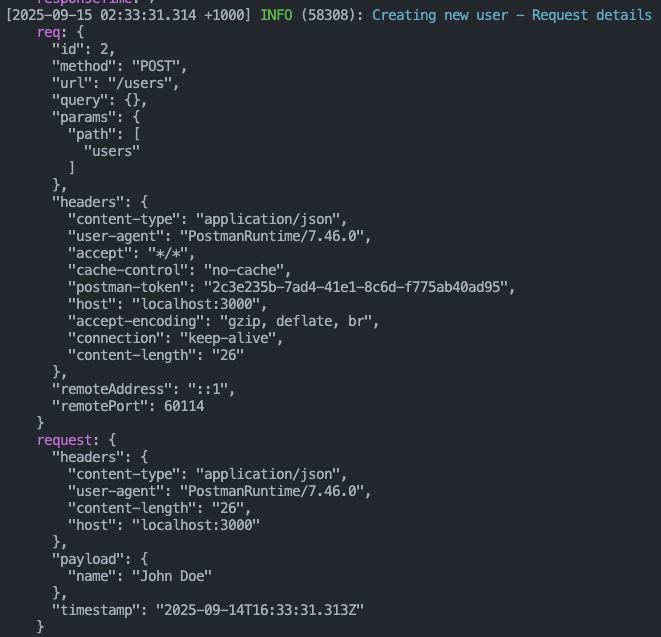 responseTime: 7
[2025-09-15 02:33:31.314 +1000] INFO (58308): Creating new user - Request details
req: {
"id": 2,
"method": "POST",
"url": "/users",
"query": {},
"params": {
"path": [
"users"
]
},
"headers": {
"content-type": "application/json",
"user-agent": "PostmanRuntime/7.46.0",
"accept": "*/*",
"cache-control": "no-cache",
"postman-token": "2c3e235b-7ad4-41e1-8c6d-f775ab40ad95",
"host": "localhost:3000",
"accept-encoding": "gzip, deflate, br",
"connection": "keep-alive",
"content-length": "26"
},
"remoteAddress": "::1",
"remotePort": 60114
}
request: {
"headers": {
"content-type": "application/json",
"user-agent": "PostmanRuntime/7.46.0",
"content-length": "26",
"host": "localhost:3000"
},
"payload": {
"name": "John Doe"
},
"timestamp": "2025-09-14T16:33:31.313Z"
}